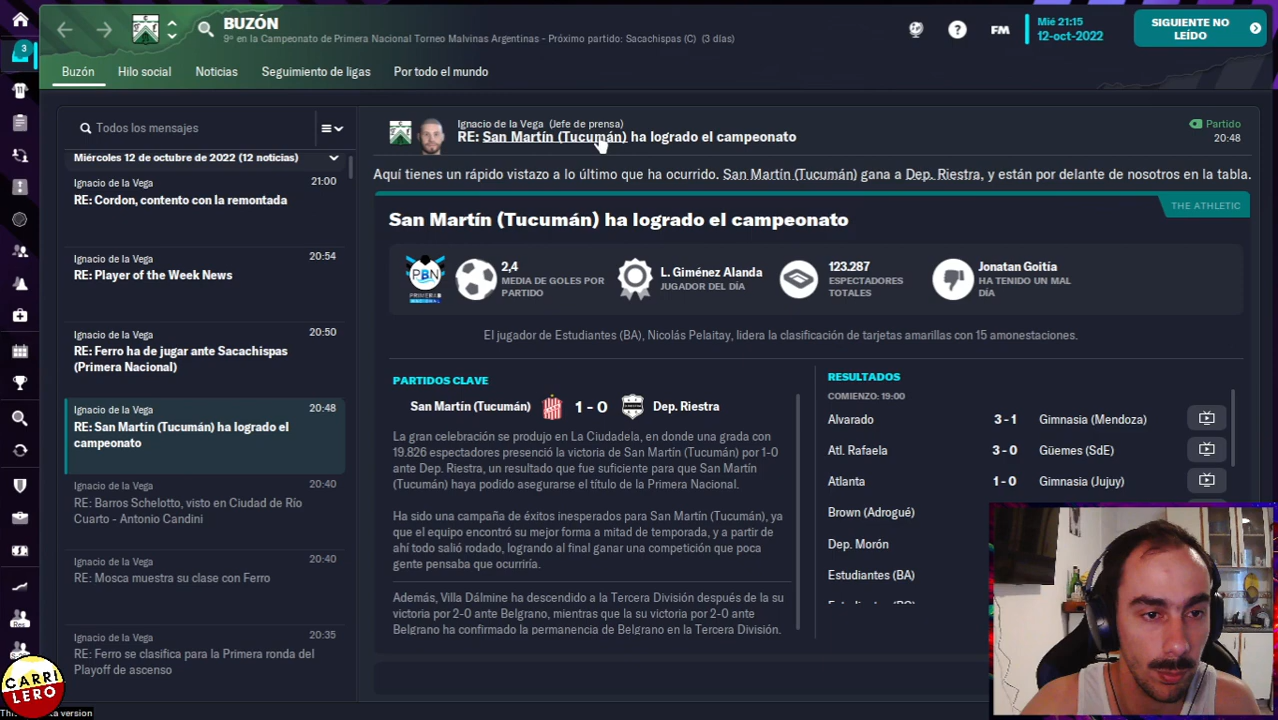 BUZÓN
9º en la Campeonato de Primera Nacional Torneo Malvinas Argentinas - Próximo partido: Sacachispas (C) (3 días)
FM
Mié 21:15
12-oct-2022
SIGUIENTE NO
LEÍDO
3
Buzón
Hilo social
Noticias
Seguimiento de ligas
Por todo el mundo
Todos los mensajes
Miércoles 12 de octubre de 2022 (12 noticias)
Ignacio de la Vega
21:00
RE: Cordon, contento con la remontada
Ignacio de la Vega
20:54
RE: Player of the Week News
Ignacio de la Vega
20:50
RE: Ferro ha de jugar ante Sacachispas
(Primera Nacional)
Ignacio de la Vega
20:48
RE: San Martín (Tucumán) ha logrado el
campeonato
Ignacio de la Vega
20:40
RE: Barros Schelotto, visto en Ciudad de Río
Cuarto - Antonio Candini
Ignacio de la Vega
20:40
RE: Mosca muestra su clase con Ferro
Ignacio de la Vega
20:35
RE: Ferro se clasifica para la Primera ronda del
Playoff de ascenso
Ignacio de la Vega (Jefe de prensa)
RE: San Martín (Tucumán) ha logrado el campeonato
Partido
20:48
Aquí tienes un rápido vistazo a lo último que ha ocurrido. San Martín (Tucumán) gana a Dep. Riestra, y están por delante de nosotros en la tabla.
THE ATHLETIC
San Martín (Tucumán) ha logrado el campeonato
PBN
2,4
MEDIA DE GOLES POR
PARTIDO
L. Giménez Alanda
JUGADOR DEL DÍA
123.287
ESPECTADORES
TOTALES
Jonatan Goitía
HA TENIDO UN MAL
DÍA
El jugador de Estudiantes (BA), Nicolás Pelaitay, lidera la clasificación de tarjetas amarillas con 15 amonestaciones.
PARTIDOS CLAVE
San Martín (Tucumán) 1 - 0 Dep. Riestra
La gran celebración se produjo en La Ciudadela, en donde una grada con
19.826 espectadores presenció la victoria de San Martín (Tucumán) por 1-0
ante Dep. Riestra, un resultado que fue suficiente para que San Martín
(Tucumán) haya podido asegurarse el título de la Primera Nacional.
Ha sido una campaña de éxitos inesperados para San Martín (Tucumán), ya
que el equipo encontró su mejor forma a mitad de temporada, y a partir de
ahí todo salió rodado, logrando al final ganar una competición que poca
gente pensaba que ocurriría.
Además, Villa Dálmine ha descendido a la Tercera División después de la su
victoria por 2-0 ante Belgrano, mientras que la su victoria por 2-0 ante
Belgrano ha confirmado la permanencia de Belgrano en la Tercera División.
RESULTADOS
COMIENZO: 19:00
Alvarado 3 - 1 Gimnasia (Mendoza)
Atl. Rafaela 3 - 0 Güemes (SdE)
Atlanta 1 - 0 Gimnasia (Jujuy)
Brown (Adrogué)
Dep. Morón
Estudiantes (BA)
CARRI
LERO
version